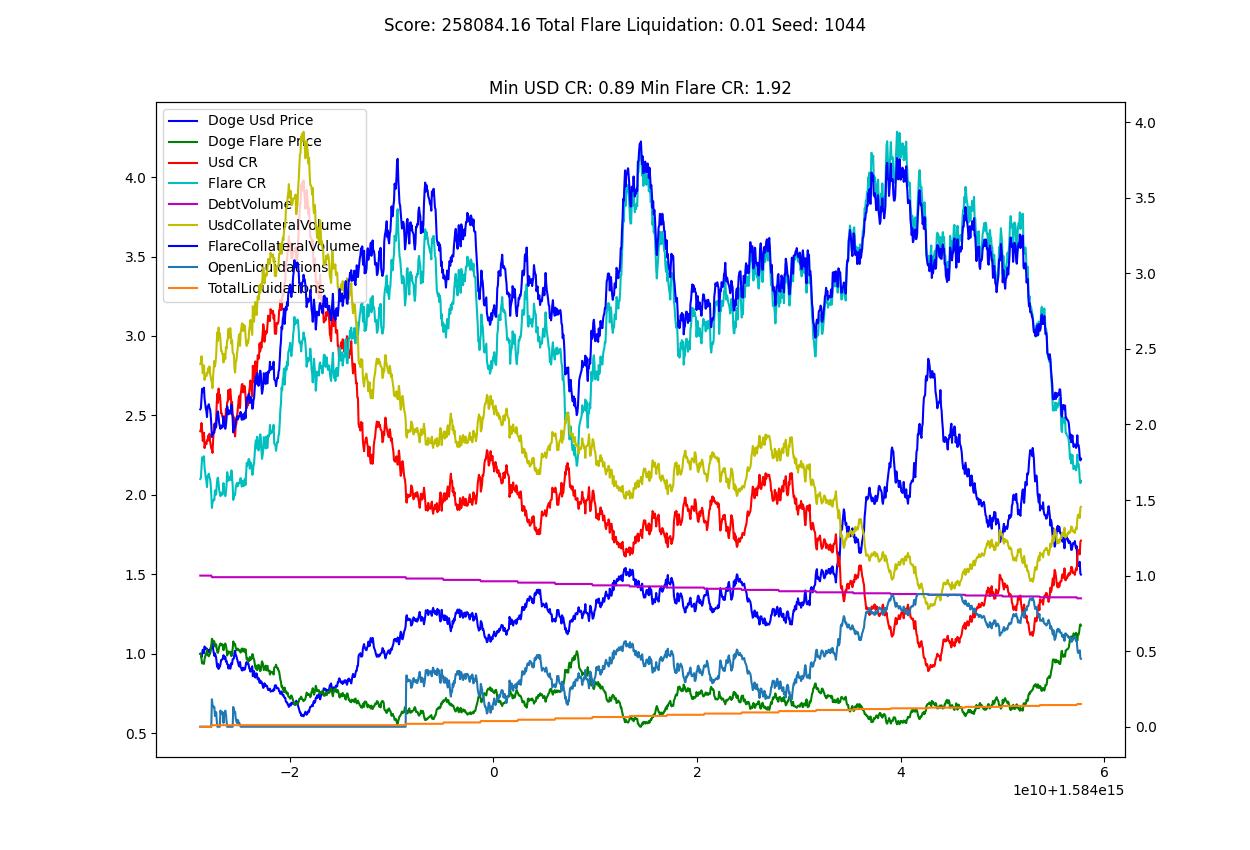 Score: 258084.16 Total Flare Liquidation: 0.01 Seed: 1044
Min USD CR: 0.89 Min Flare CR: 1.92
Doge Usd Price
Doge Flare Price
Usd CR
Flare CR
DebtVolume
UsdCollateralVolume
FlareCollateralVolume
OpenLiquidations
TotalLiquidations
4.0
3.5
3.0
2.5
2.0
1.5
1.0
0.5
4.0
3.5
3.0
2.5
2.0
1.5
1.0
0.5
0.0
−2 0 2 4 6
1e10+1.584e15